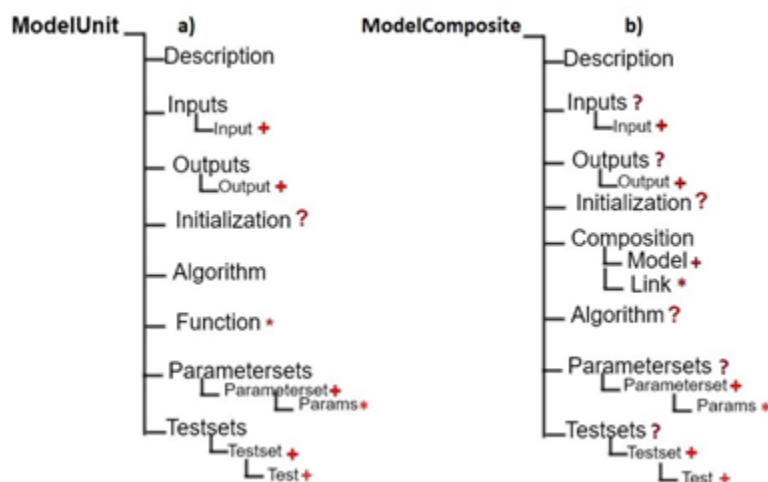 ModelUnit a)
Description
Inputs
Input +
Outputs
Output +
Initialization ?
Algorithm
Function *
Parametersets
Parameterset +
Params *
Testsets
Testset +
Test +
ModelComposite b)
Description
Inputs ?
Input +
Outputs ?
Output +
Initialization ?
Composition
Model +
Link *
Algorithm ?
Parametersets ?
Parameterset +
Params *
Testsets ?
Testset +
Test +